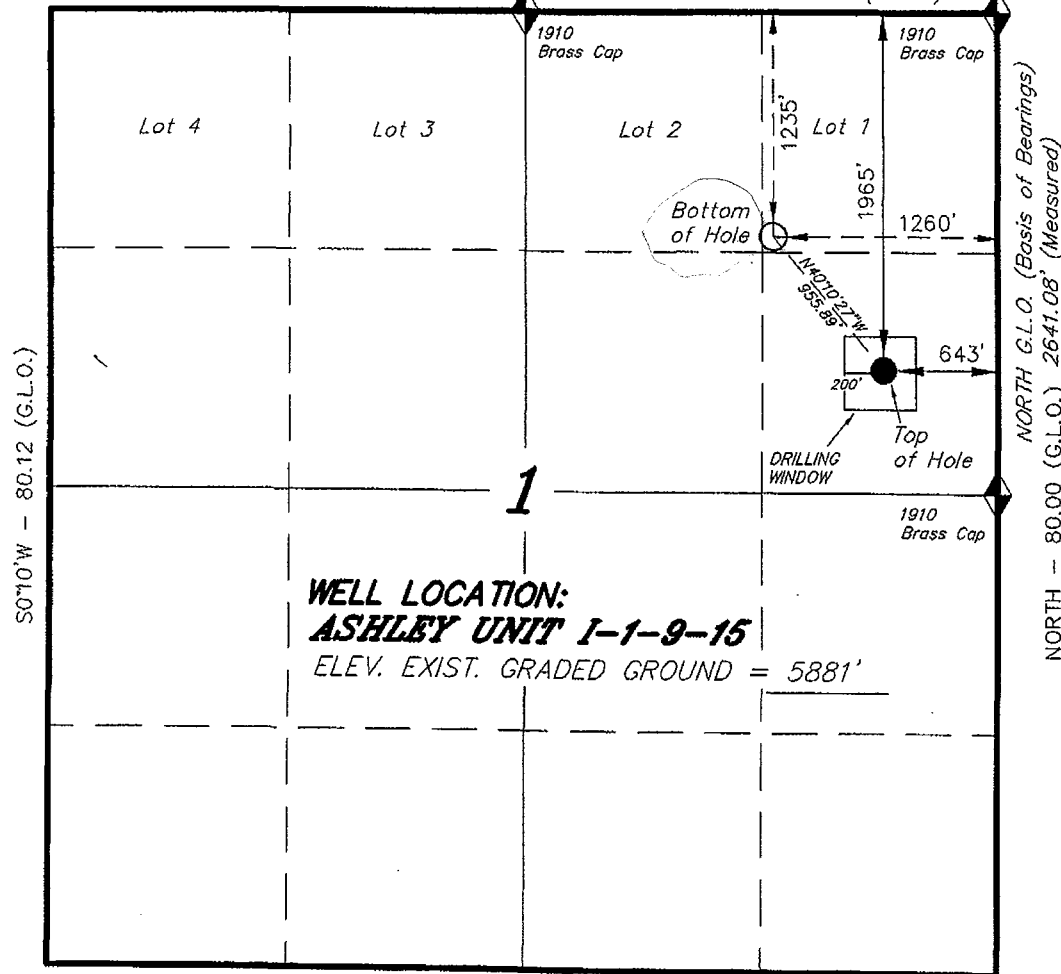 1910
Brass Cap
1910
Brass Cap
Lot 4
Lot 3
Lot 2
Lot 1
1235'
1965'
Bottom
of Hole
1260'
N40°10'27"W
955.89'
643'
200'
Top
of Hole
DRILLING
WINDOW
1
1910
Brass Cap
WELL LOCATION:
ASHLEY UNIT I-1-9-15
ELEV. EXIST. GRADED GROUND = 5881'
S0°10'W - 80.12 (G.L.O.)
NORTH G.L.O. (Basis of Bearings)
2641.08' (Measured)
NORTH - 80.00 (G.L.O.)